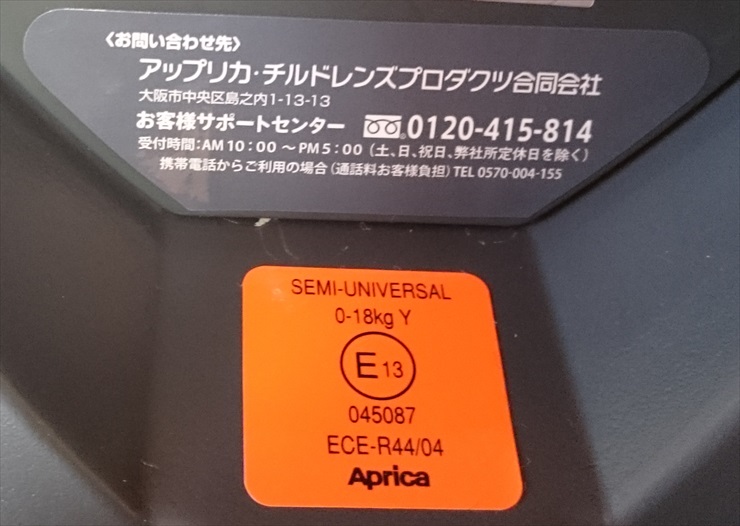 〈お問い合わせ先〉
アップリカ・チルドレンズプロダクツ合同会社
大阪市中央区島之内1-13-13
お客様サポートセンター 0120-415-814
受付時間:AM10:00 ～PM5:00 (土、日、祝日、弊社所定休日を除く)
携帯電話からご利用の場合(通話料お客様負担) TEL 0570-004-155
SEMI-UNIVERSAL
0-18kg Y
E 13
045087
ECE-R44/04
Aprica